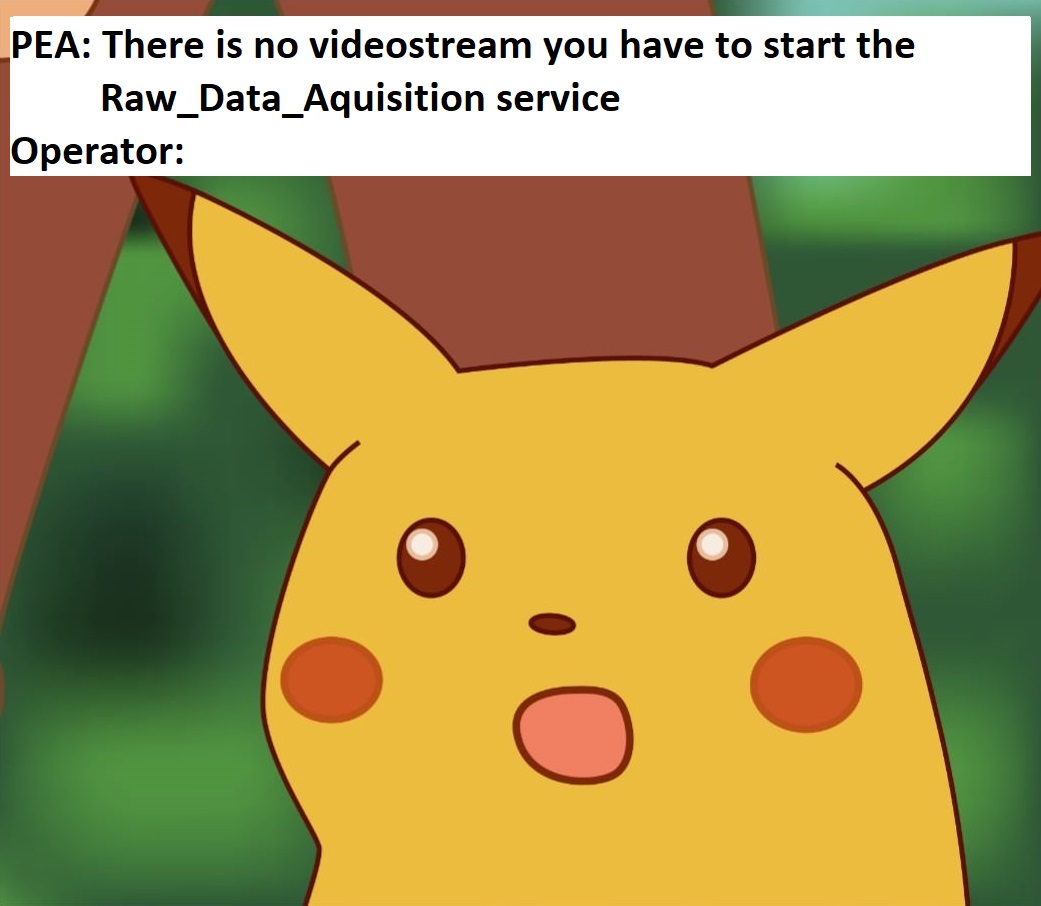 PEA: There is no videostream you have to start the
Raw_Data_Aquisition service
Operator: